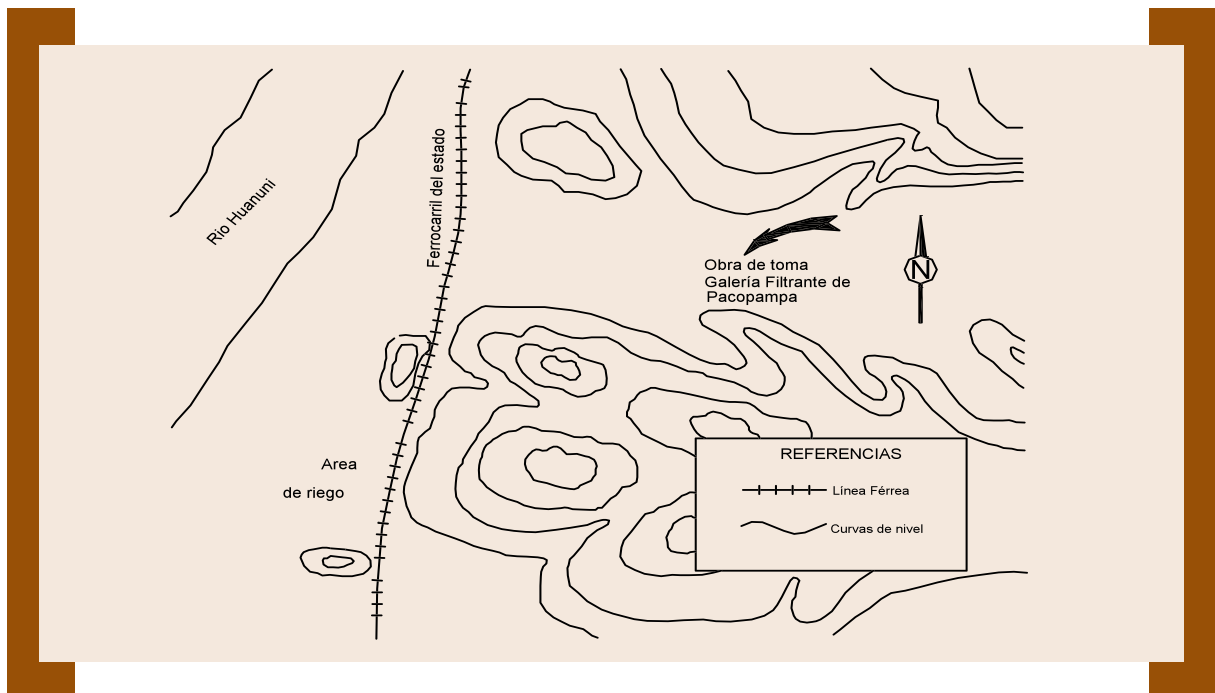 Rio Huanuni
Ferrocarril del estado
Obra de toma
Galería Filtrante de
Pacopampa
N
Area
de riego
REFERENCIAS
Línea Férrea
Curvas de nivel